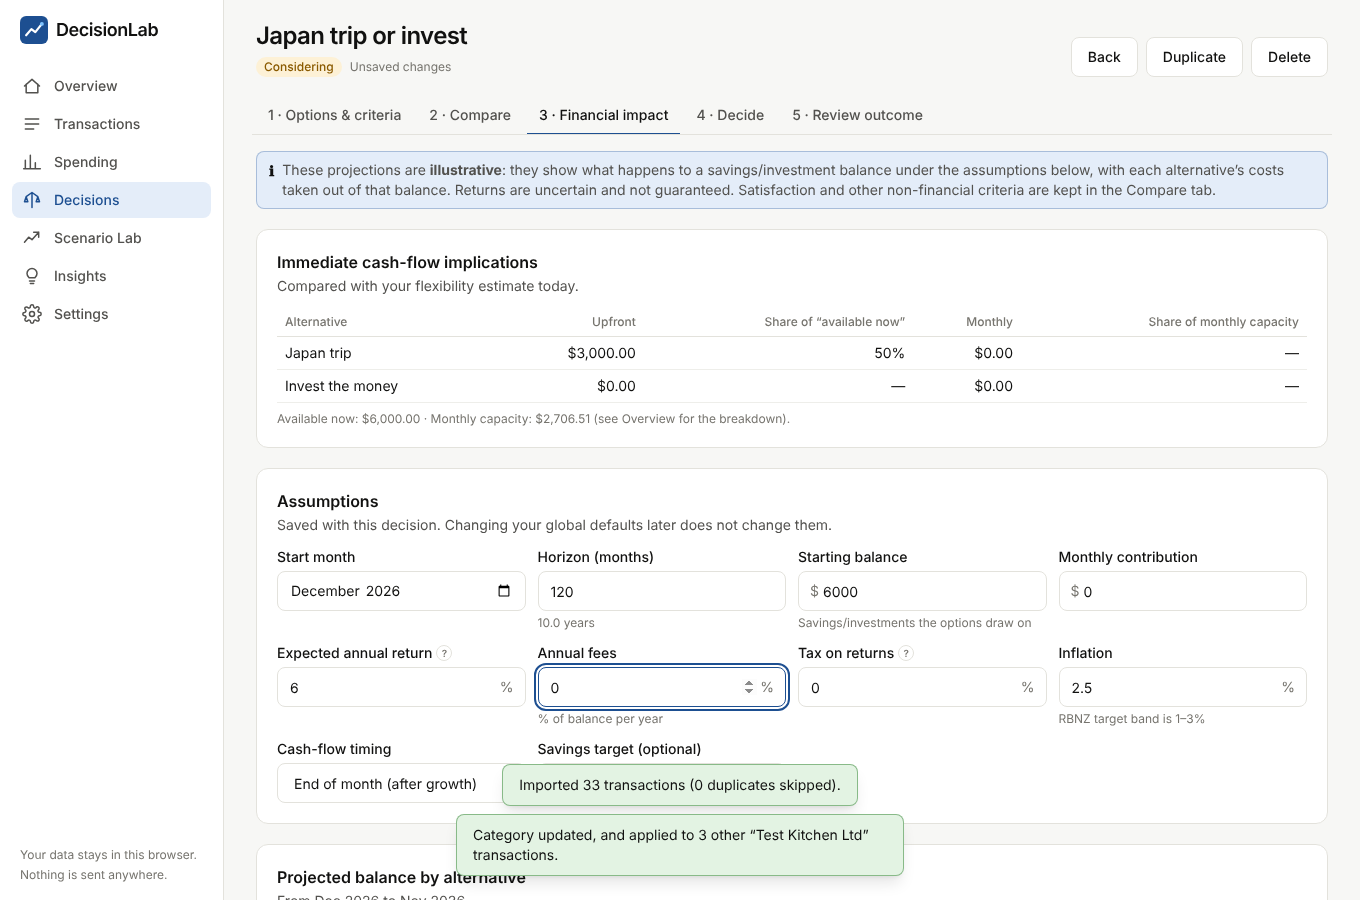 DecisionLab
Overview
Transactions
Spending
Decisions
Scenario Lab
Insights
Settings
Your data stays in this browser.
Nothing is sent anywhere.
Japan trip or invest
Considering Unsaved changes
Back Duplicate Delete
1 · Options & criteria 2 · Compare 3 · Financial impact 4 · Decide 5 · Review outcome
These projections are illustrative: they show what happens to a savings/investment balance under the assumptions below, with each alternative’s costs
taken out of that balance. Returns are uncertain and not guaranteed. Satisfaction and other non-financial criteria are kept in the Compare tab.
Immediate cash-flow implications
Compared with your flexibility estimate today.
Alternative Upfront Share of “available now” Monthly Share of monthly capacity
Japan trip $3,000.00 50% $0.00 —
Invest the money $0.00 — $0.00 —
Available now: $6,000.00 · Monthly capacity: $2,706.51 (see Overview for the breakdown).
Assumptions
Saved with this decision. Changing your global defaults later does not change them.
Start month Horizon (months) Starting balance Monthly contribution
December 2026 120 $ 6000 $ 0
10.0 years Savings/investments the options draw on
Expected annual return ? Annual fees Tax on returns ? Inflation
6 % 0 % 0 % 2.5 %
% of balance per year RBNZ target band is 1–3%
Cash-flow timing Savings target (optional)
End of month (after growth)
Imported 33 transactions (0 duplicates skipped).
Category updated, and applied to 3 other “Test Kitchen Ltd”
transactions.
Projected balance by alternative
From Dec 2026 to Nov 2036